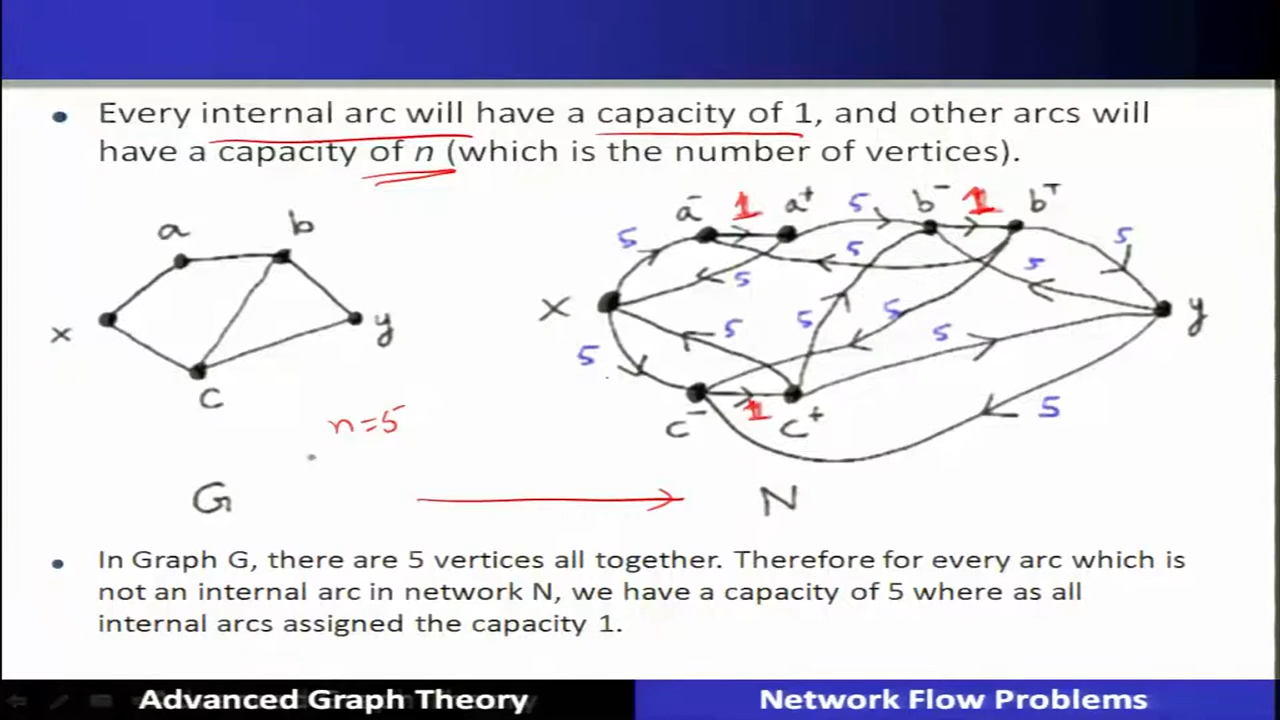 • Every internal arc will have a capacity of 1, and other arcs will
have a capacity of n (which is the number of vertices).
a b
x y
c
n=5
G
a⁻ 1 a⁺ 5 b⁻ 1 b⁺
5 5 5 5
5
X 5 5 5 5 y
5
c⁻ 1 c⁺ 5
N
• In Graph G, there are 5 vertices all together. Therefore for every arc which is
not an internal arc in network N, we have a capacity of 5 where as all
internal arcs assigned the capacity 1.
Advanced Graph Theory
Network Flow Problems